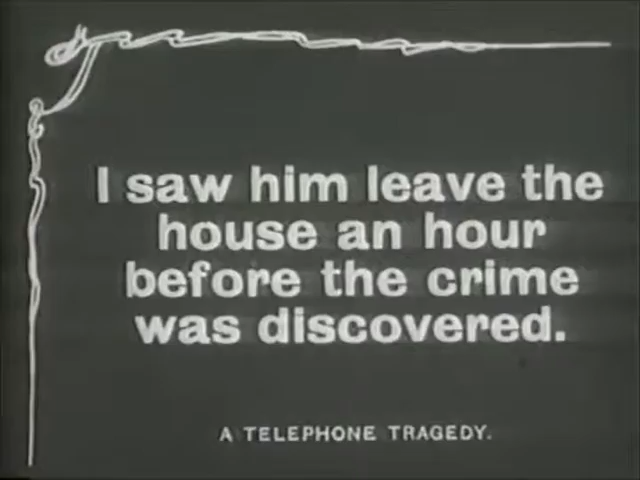 I saw him leave the
house an hour
before the crime
was discovered.
A TELEPHONE TRAGEDY.